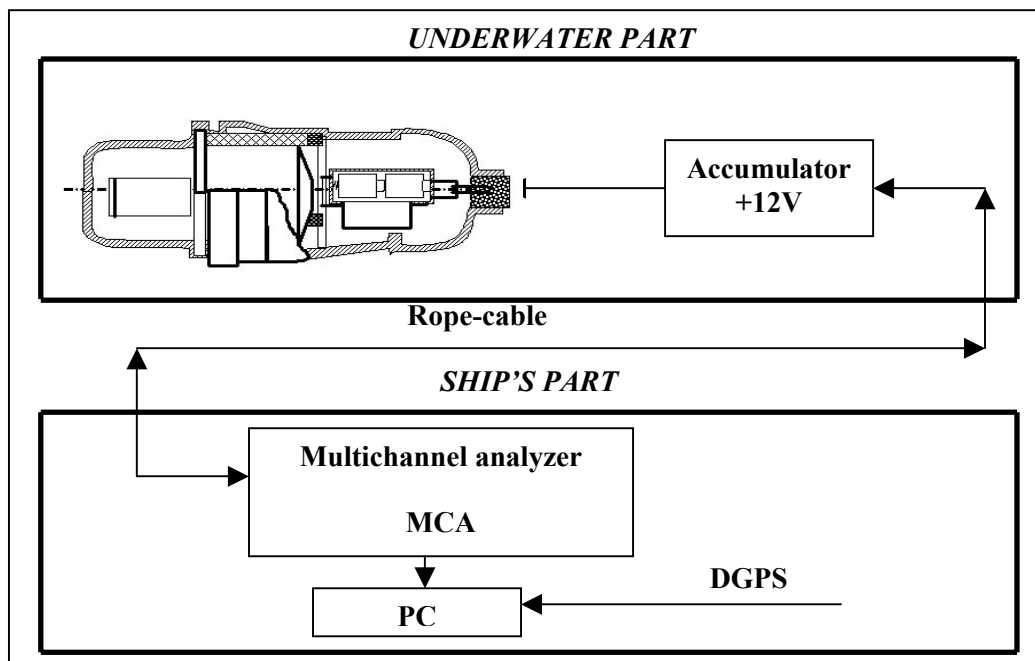 UNDERWATER PART
Accumulator
+12V
Rope-cable
SHIP'S PART
Multichannel analyzer
MCA
DGPS
PC